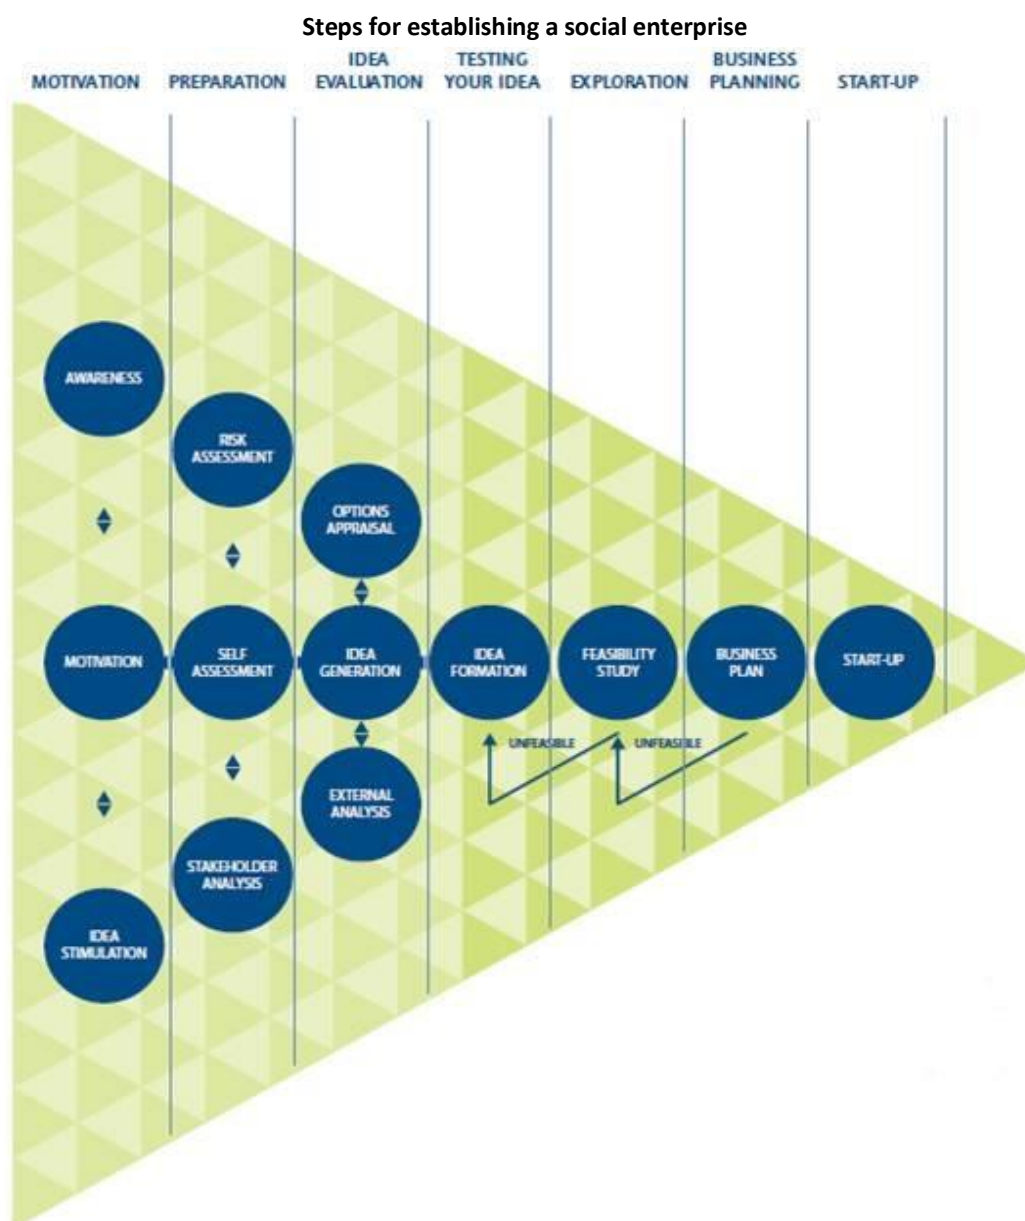 Steps for establishing a social enterprise
MOTIVATION
PREPARATION
IDEA
EVALUATION
TESTING
YOUR IDEA
EXPLORATION
BUSINESS
PLANNING
START-UP
AWARENESS
MOTIVATION
IDEA
STIMULATION
RISK
ASSESSMENT
SELF
ASSESSMENT
STAKEHOLDER
ANALYSIS
OPTIONS
APPRAISAL
IDEA
GENERATION
EXTERNAL
ANALYSIS
IDEA
FORMATION
FEASIBILITY
STUDY
BUSINESS
PLAN
START-UP
UNFEASIBLE
UNFEASIBLE